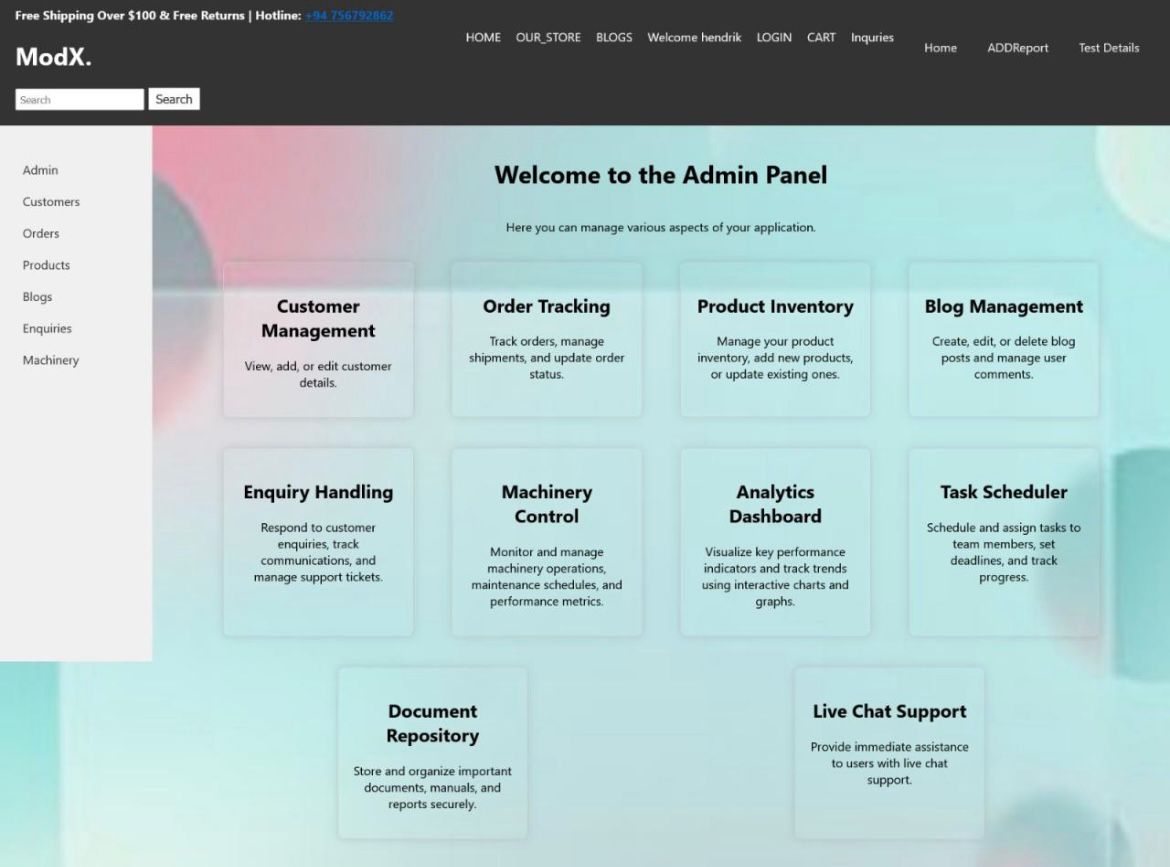 Free Shipping Over $100 & Free Returns | Hotline: +94 756792862
ModX.
HOME OUR_STORE BLOGS Welcome hendrik LOGIN CART Inquries
Home ADDReport Test Details
Search Search
Admin
Customers
Orders
Products
Blogs
Enquiries
Machinery
Welcome to the Admin Panel
Here you can manage various aspects of your application.
Customer
Management
View, add, or edit customer
details.
Order Tracking
Track orders, manage
shipments, and update order
status.
Product Inventory
Manage your product
inventory, add new products,
or update existing ones.
Blog Management
Create, edit, or delete blog
posts and manage user
comments.
Enquiry Handling
Respond to customer
enquiries, track
communications, and
manage support tickets.
Machinery
Control
Monitor and manage
machinery operations,
maintenance schedules, and
performance metrics.
Analytics
Dashboard
Visualize key performance
indicators and track trends
using interactive charts and
graphs.
Task Scheduler
Schedule and assign tasks to
team members, set
deadlines, and track
progress.
Document
Repository
Store and organize important
documents, manuals, and
reports securely.
Live Chat Support
Provide immediate assistance
to users with live chat
support.